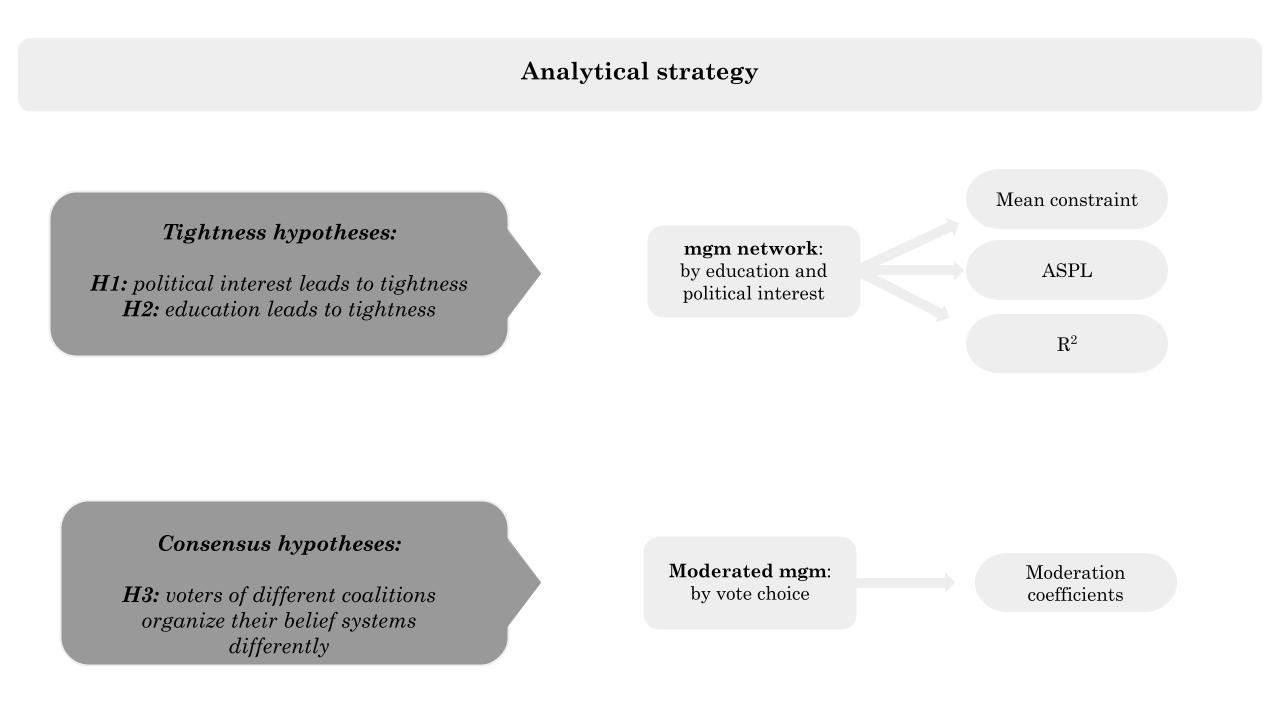 Analytical strategy
Tightness hypotheses:
H1: political interest leads to tightness
H2: education leads to tightness
mgm network:
by education and
political interest
Mean constraint
ASPL
R²
Consensus hypotheses:
H3: voters of different coalitions
organize their belief systems
differently
Moderated mgm:
by vote choice
Moderation
coefficients